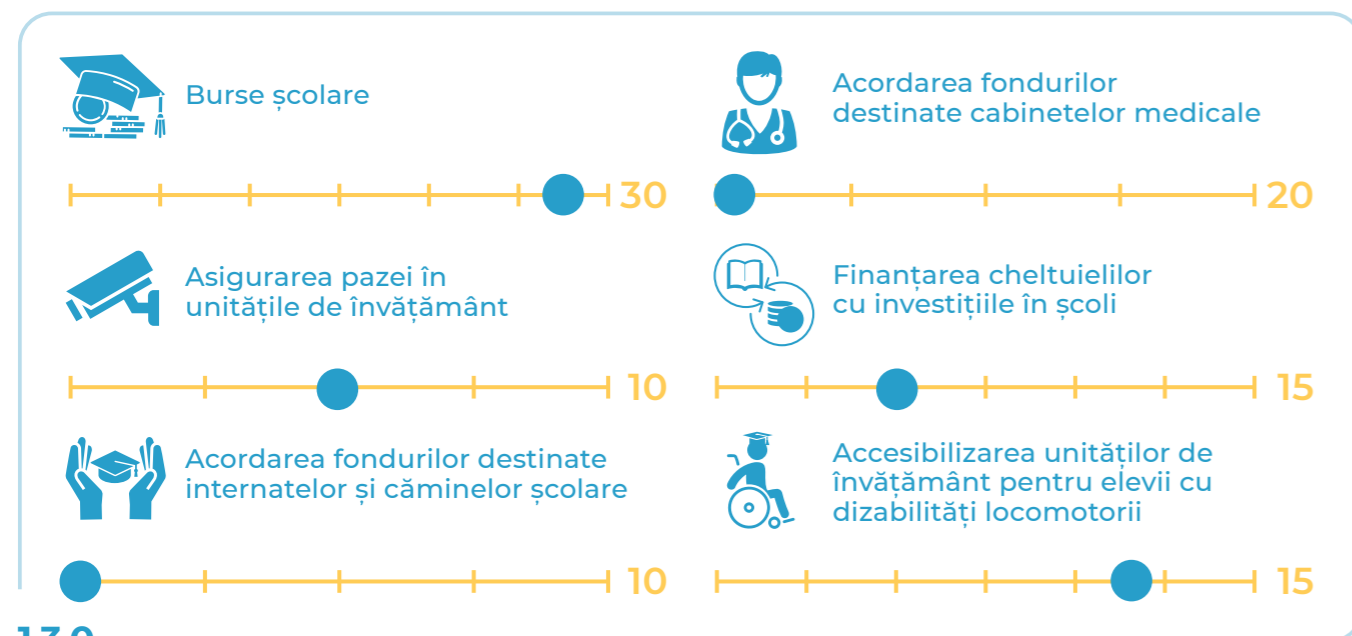 Burse școlare
30
Acordarea fondurilor
destinate cabinetelor medicale
20
Asigurarea pazei în
unitățile de învățământ
10
Finanțarea cheltuielilor
cu investițiile în școli
15
Acordarea fondurilor destinate
internatelor și căminelor școlare
10
Accesibilizarea unităților de
învățământ pentru elevii cu
dizabilități locomotorii
15